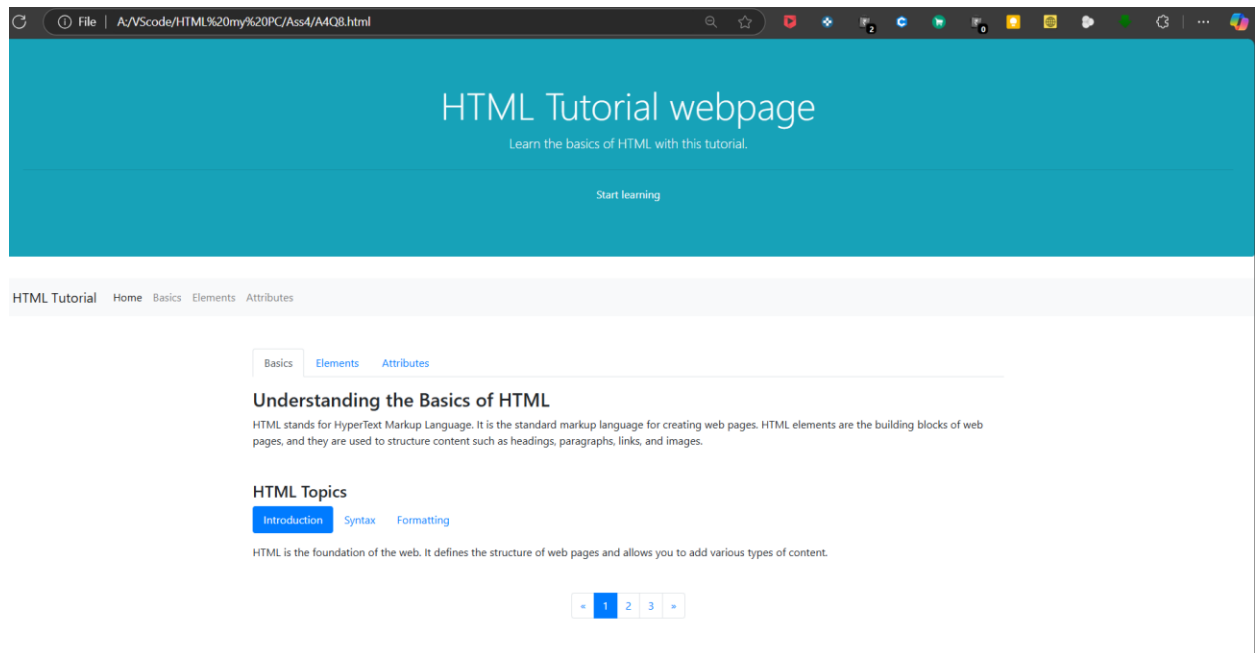 File | A:/VScode/HTML%20my%20PC/Ass4/A4Q8.html
2
0
HTML Tutorial webpage
Learn the basics of HTML with this tutorial.
Start learning
HTML Tutorial Home Basics Elements Attributes
Basics Elements Attributes
Understanding the Basics of HTML
HTML stands for HyperText Markup Language. It is the standard markup language for creating web pages. HTML elements are the building blocks of web
pages, and they are used to structure content such as headings, paragraphs, links, and images.
HTML Topics
Introduction Syntax Formatting
HTML is the foundation of the web. It defines the structure of web pages and allows you to add various types of content.
« 1 2 3 »